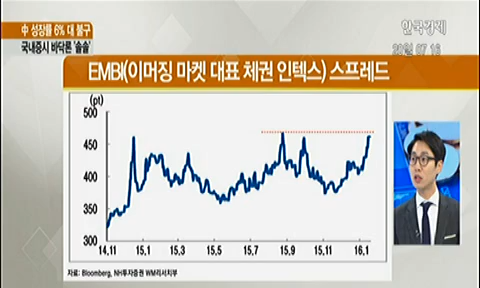 中 성장률 6% 대 불구
국내증시 바닥론 '솔솔'
한국경제
EMBI(이머징 마켓 대표 채권 인텍스) 스프레드
(pt)
500
450
400
350
300
14,11
15,1
15,3
15,5
15,7
15,9
15,11
16,1
자료: Bloomberg, NH투자증권 WM리서치부